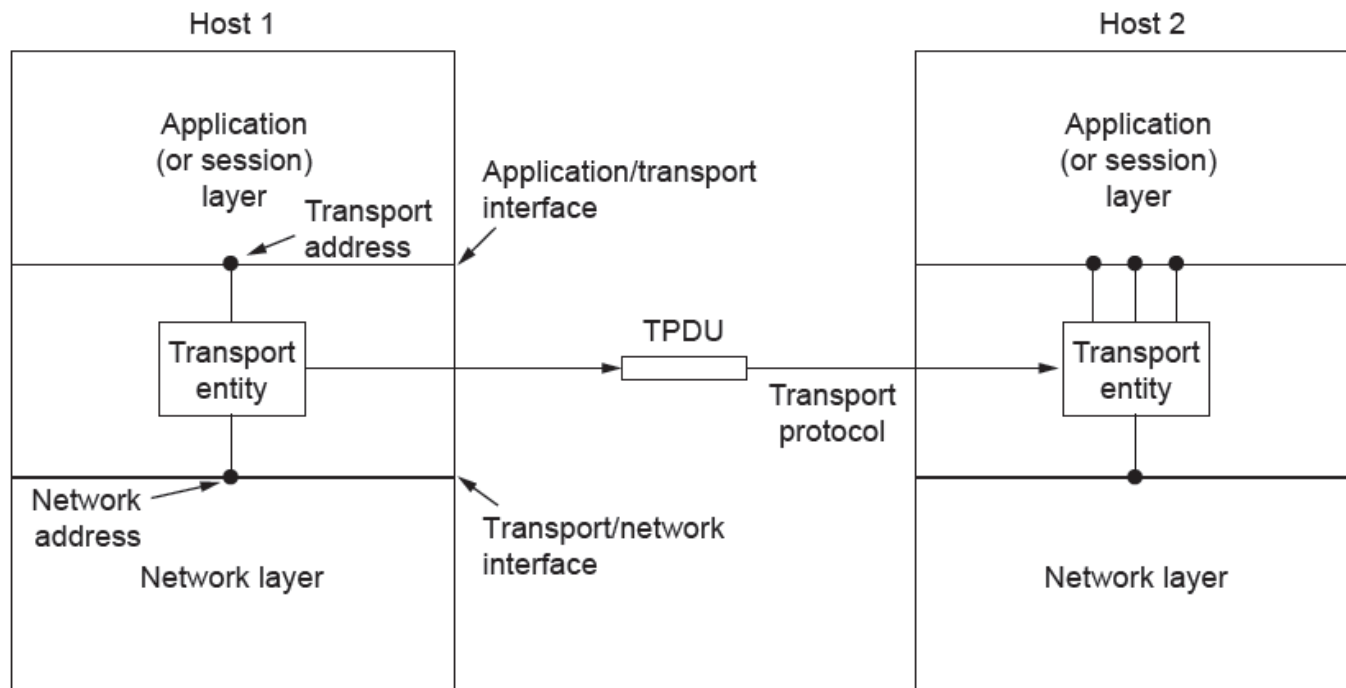 Host 1
Host 2
Application
(or session)
layer
Transport
address
Application/transport
interface
Application
(or session)
layer
Transport
entity
TPDU
Transport
protocol
Transport
entity
Network
address
Transport/network
interface
Network layer
Network layer